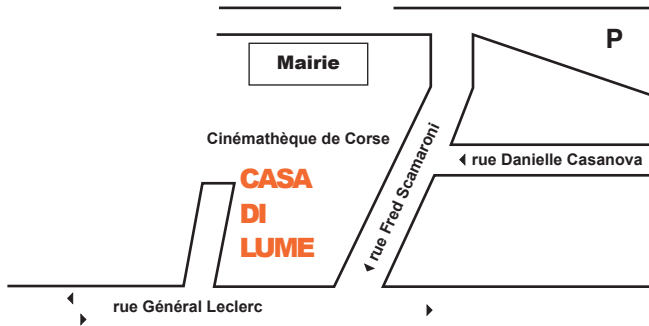 P
Mairie
Cinémathèque de Corse
CASA
DI
LUME
rue Fred Scamaroni
rue Danielle Casanova
rue Général Leclerc